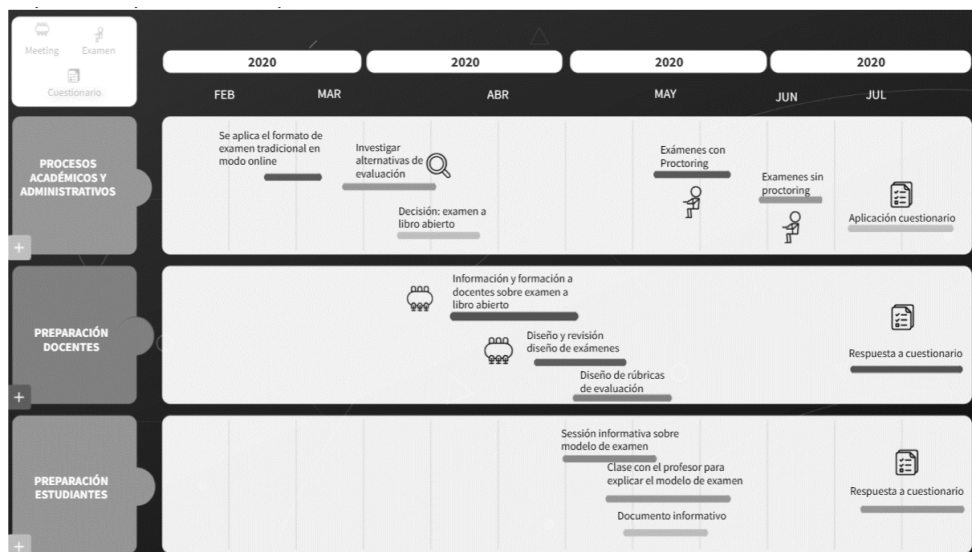 Meeting
Examen
Cuestionario
2020
2020
2020
2020
FEB
MAR
ABR
MAY
JUN
JUL
PROCESOS
ACADÉMICOS Y
ADMINISTRATIVOS
+
Se aplica el formato de
examen tradicional en
modo online
Investigar
alternativas de
evaluación
Decisión: examen a
libro abierto
Exámenes con
Proctoring
Examenes sin
proctoring
Aplicación cuestionario
PREPARACIÓN
DOCENTES
+
Información y formación a
docentes sobre examen a
libro abierto
Diseño y revisión
diseño de exámenes
Diseño de rúbricas
de evaluación
Respuesta a cuestionario
PREPARACIÓN
ESTUDIANTES
+
Sessión informativa sobre
modelo de examen
Clase con el profesor para
explicar el modelo de examen
Documento informativo
Respuesta a cuestionario